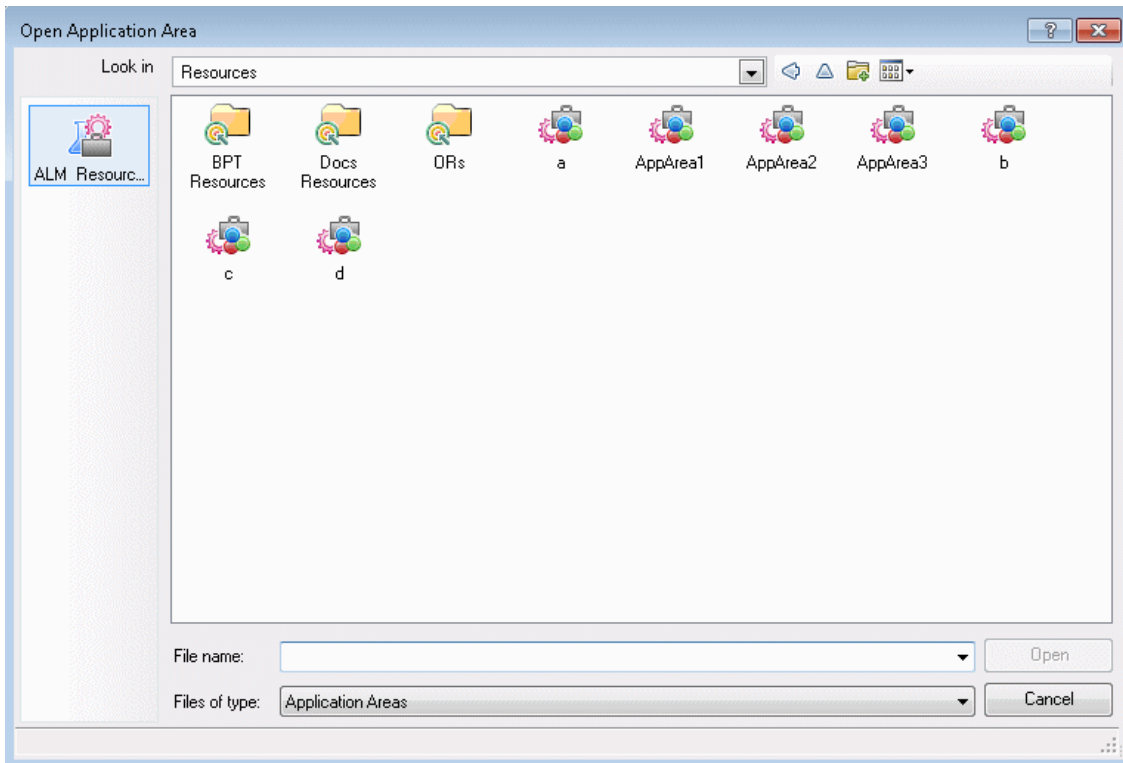 Open Application Area
Look in
Resources
ALM Resourc...
BPT Resources
Docs Resources
ORs
a
AppArea1
AppArea2
AppArea3
b
c
d
File name:
Open
Files of type:
Application Areas
Cancel